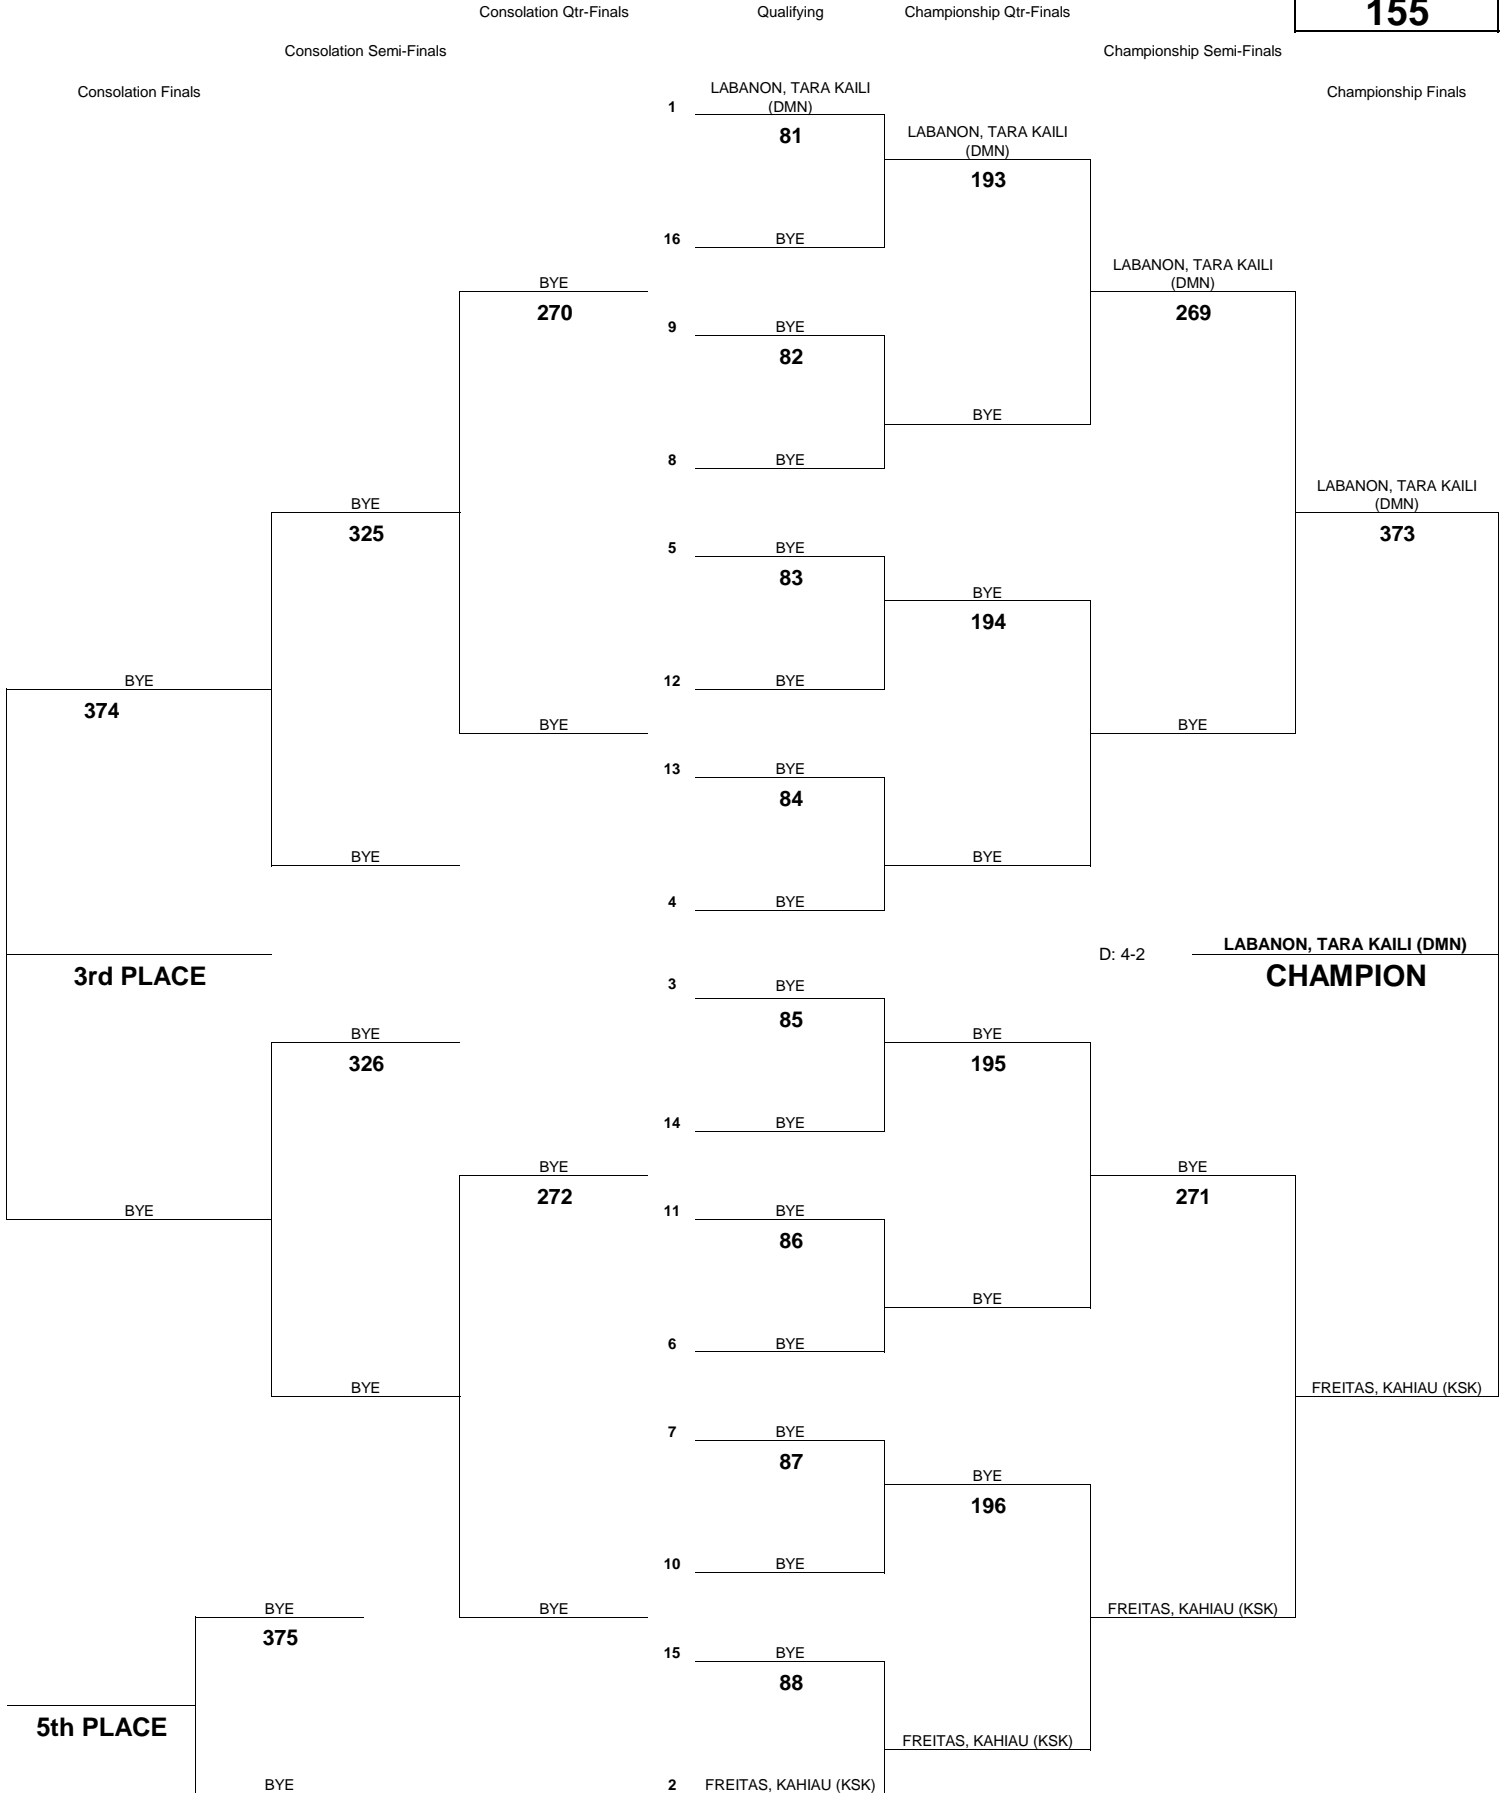 Consolation Qtr-Finals
Qualifying
Championship Qtr-Finals
155
Consolation Semi-Finals
Championship Semi-Finals
Consolation Finals
Championship Finals
1
LABANON, TARA KAILI
(DMN)
81
LABANON, TARA KAILI
(DMN)
193
16
BYE
LABANON, TARA KAILI
(DMN)
269
BYE
270
9
BYE
82
BYE
8
BYE
LABANON, TARA KAILI
(DMN)
373
BYE
325
5
BYE
83
BYE
194
12
BYE
BYE
374
BYE
BYE
13
BYE
84
BYE
BYE
4
BYE
D: 4-2
LABANON, TARA KAILI (DMN)
CHAMPION
3rd PLACE
3
BYE
85
BYE
326
BYE
195
14
BYE
BYE
272
BYE
271
BYE
11
BYE
86
BYE
6
BYE
BYE
FREITAS, KAHIAU (KSK)
7
BYE
87
BYE
196
10
BYE
BYE
375
BYE
FREITAS, KAHIAU (KSK)
15
BYE
88
5th PLACE
FREITAS, KAHIAU (KSK)
BYE
2
FREITAS, KAHIAU (KSK)